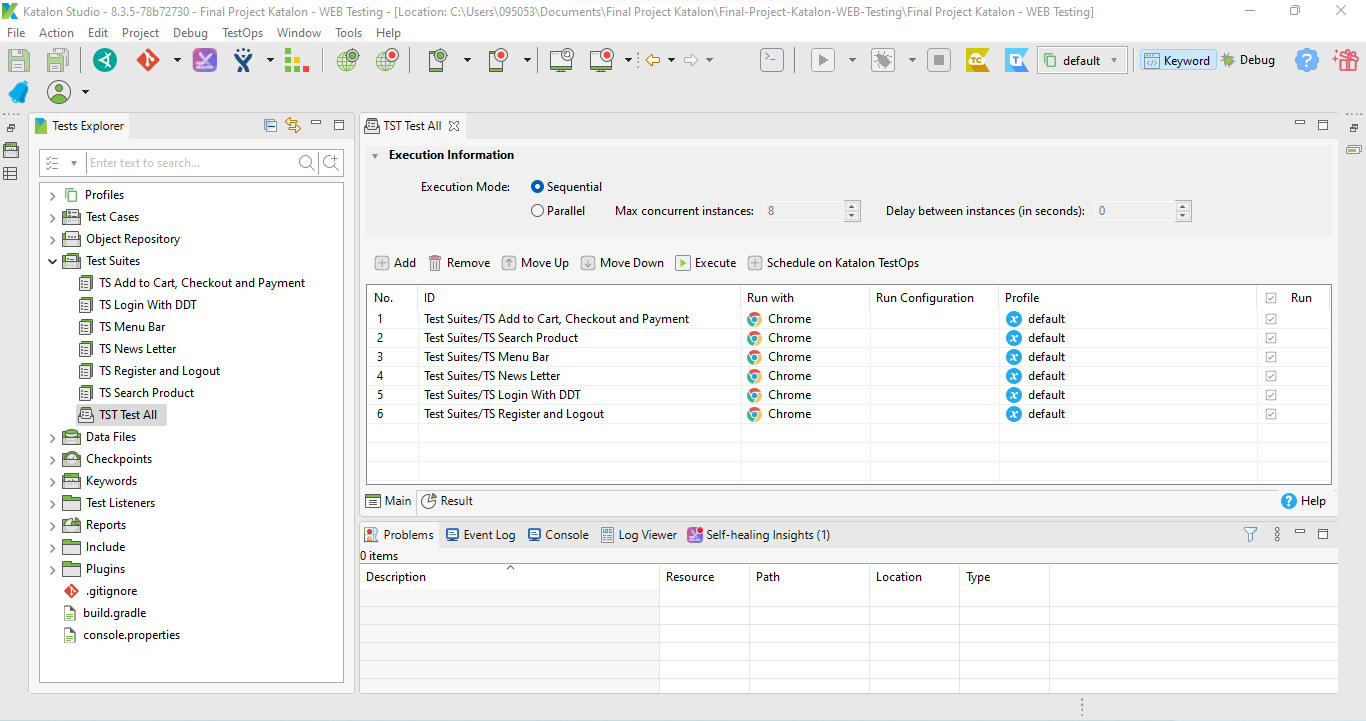 Katalon Studio - 8.3.5-78b72730 - Final Project Katalon - WEB Testing - [Location: C:\Users\095053\Documents\Final Project Katalon\Final-Project-Katalon-WEB-Testing\Final Project Katalon - WEB Testing]
File Action Edit Project Debug TestOps Window Tools Help
TC T default Keyword Debug
Tests Explorer
Enter text to search...
Profiles
Test Cases
Object Repository
Test Suites
TS Add to Cart, Checkout and Payment
TS Login With DDT
TS Menu Bar
TS News Letter
TS Register and Logout
TS Search Product
TST Test All
Data Files
Checkpoints
Keywords
Test Listeners
Reports
Include
Plugins
.gitignore
build.gradle
console.properties
TST Test All
Execution Information
Execution Mode: Sequential
Parallel Max concurrent instances: 8 Delay between instances (in seconds): 0
Add Remove Move Up Move Down Execute Schedule on Katalon TestOps
No. ID Run with Run Configuration Profile Run
1 Test Suites/TS Add to Cart, Checkout and Payment Chrome default
2 Test Suites/TS Search Product Chrome default
3 Test Suites/TS Menu Bar Chrome default
4 Test Suites/TS News Letter Chrome default
5 Test Suites/TS Login With DDT Chrome default
6 Test Suites/TS Register and Logout Chrome default
Main Result Help
Problems Event Log Console Log Viewer Self-healing Insights (1)
0 items
Description Resource Path Location Type